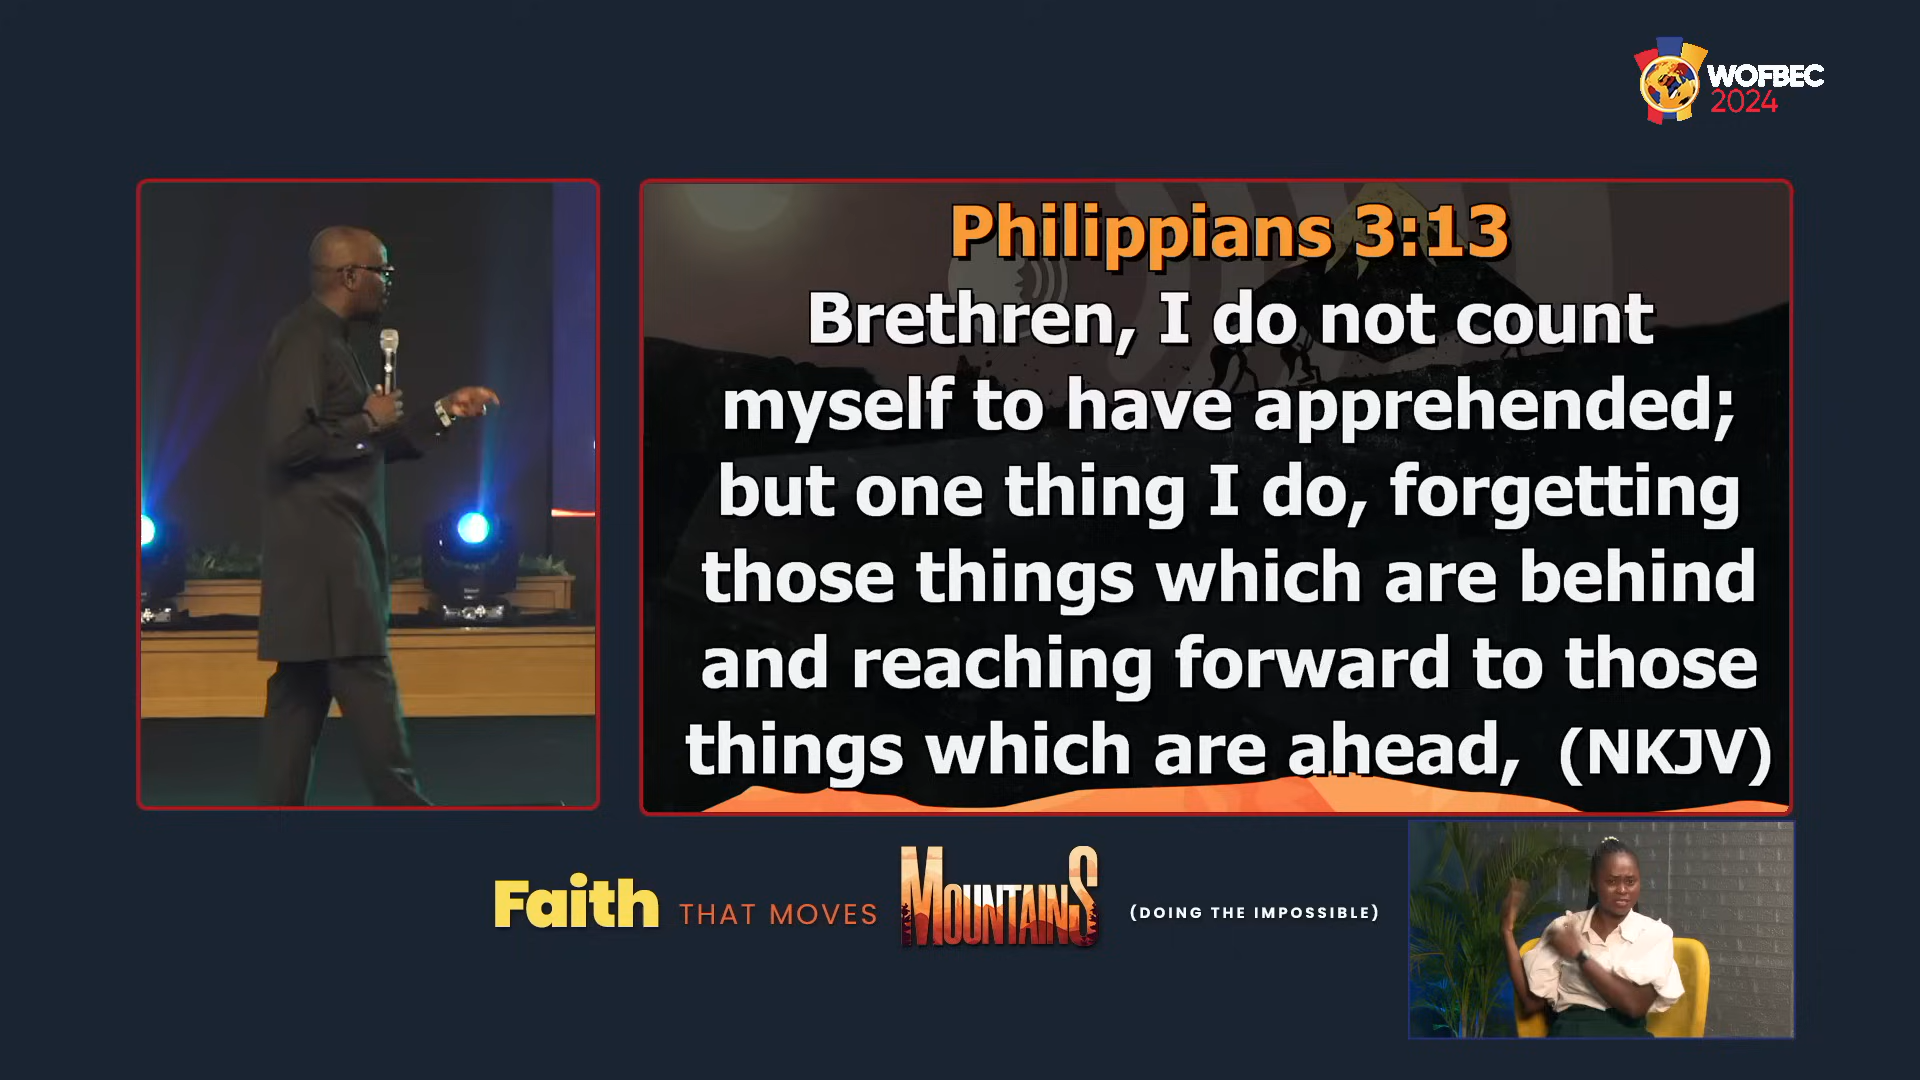 WOFBEC
2024
Philippians 3:13
Brethren, I do not count
myself to have apprehended;
but one thing I do, forgetting
those things which are behind
and reaching forward to those
things which are ahead, (NKJV)
Faith THAT MOVES MOUNTAINS (DOING THE IMPOSSIBLE)